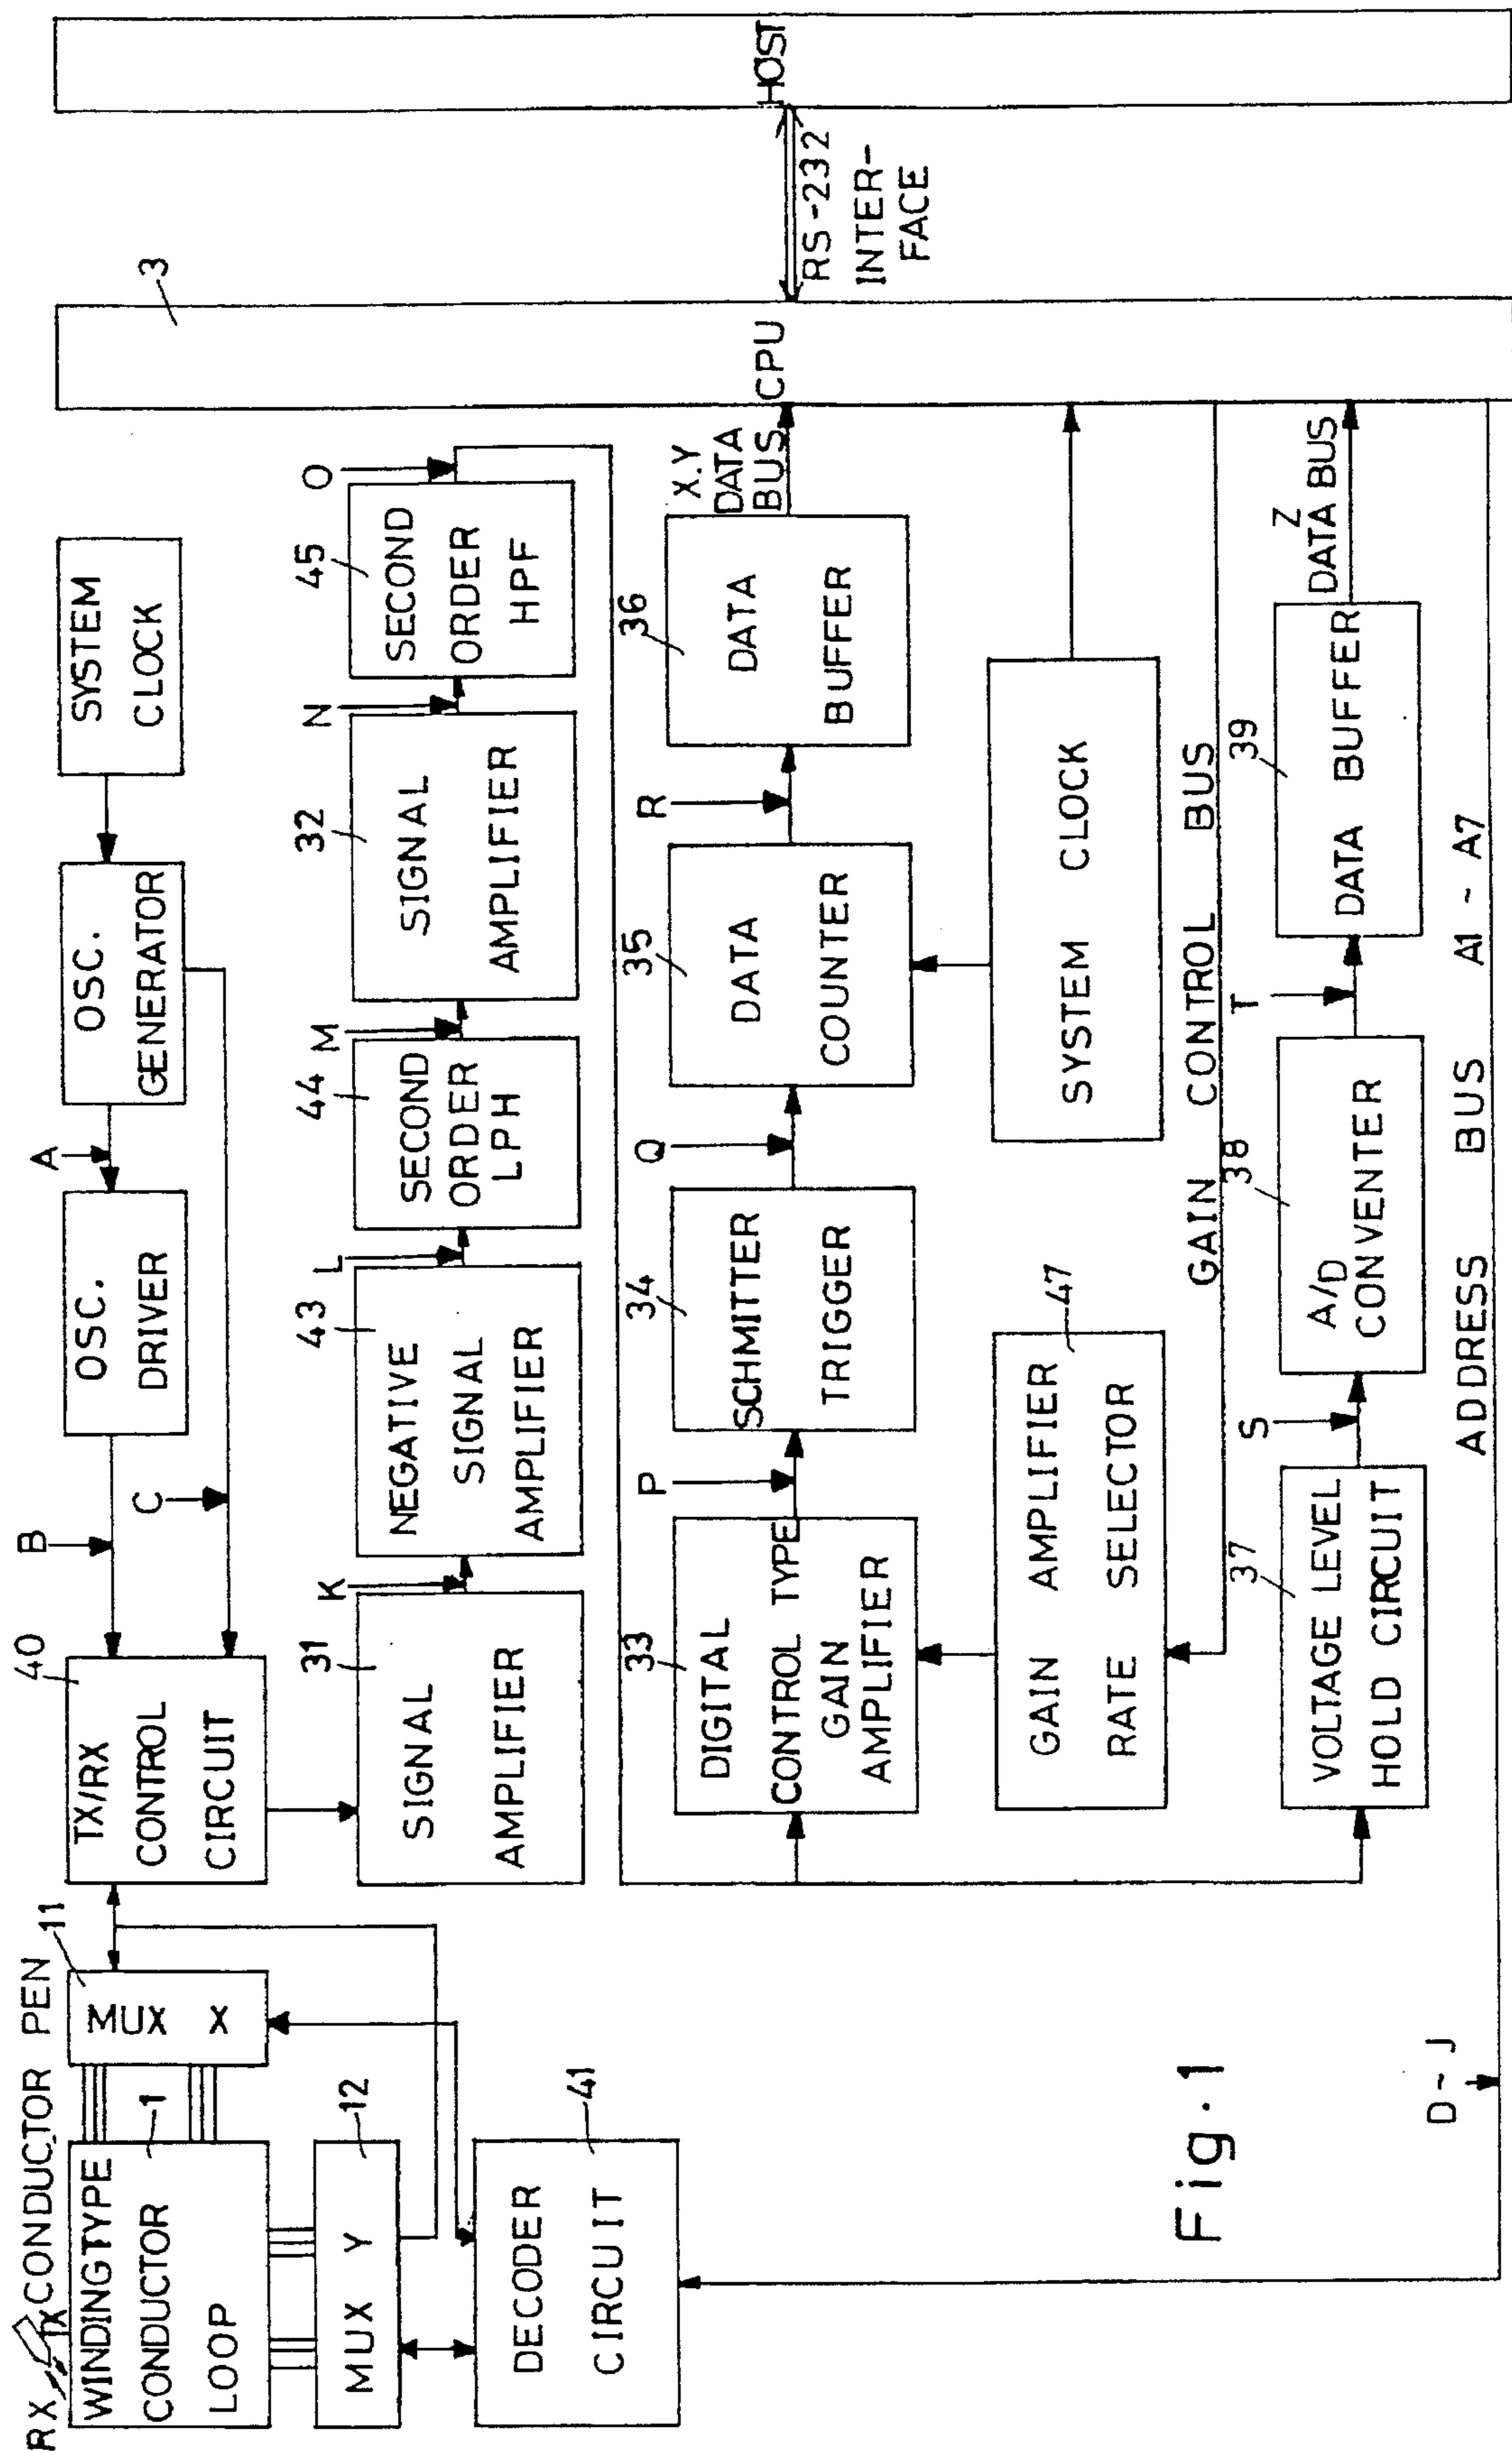 RX
TX
CONDUCTOR PEN
WINDING TYPE
CONDUCTOR
LOOP
1
MUX X
11
MUX Y
12
DECODER
CIRCUIT
41
TX/RX
CONTROL
CIRCUIT
40
B
C
OSC.
DRIVER
A
OSC.
GENERATOR
SYSTEM
CLOCK
SIGNAL
AMPLIFIER
31
K
NEGATIVE
SIGNAL
AMPLIFIER
43
L
SECOND
ORDER
LPH
44
M
SIGNAL
AMPLIFIER
32
N
SECOND
ORDER
HPF
45
O
DIGITAL
CONTROL TYPE
GAIN
AMPLIFIER
33
P
SCHMITTER
TRIGGER
34
Q
DATA
COUNTER
35
R
DATA
BUFFER
36
X.Y
DATA
BUS
GAIN AMPLIFIER
RATE SELECTOR
47
SYSTEM CLOCK
GAIN CONTROL BUS
VOLTAGE LEVEL
HOLD CIRCUIT
37
S
A/D
CONVENTER
38
T
DATA BUFFER
39
Z
DATA BUS
ADDRESS BUS A1 ~ A7
D ~ J
CPU
3
RS-232
INTER-
FACE
HOST
Fig. 1